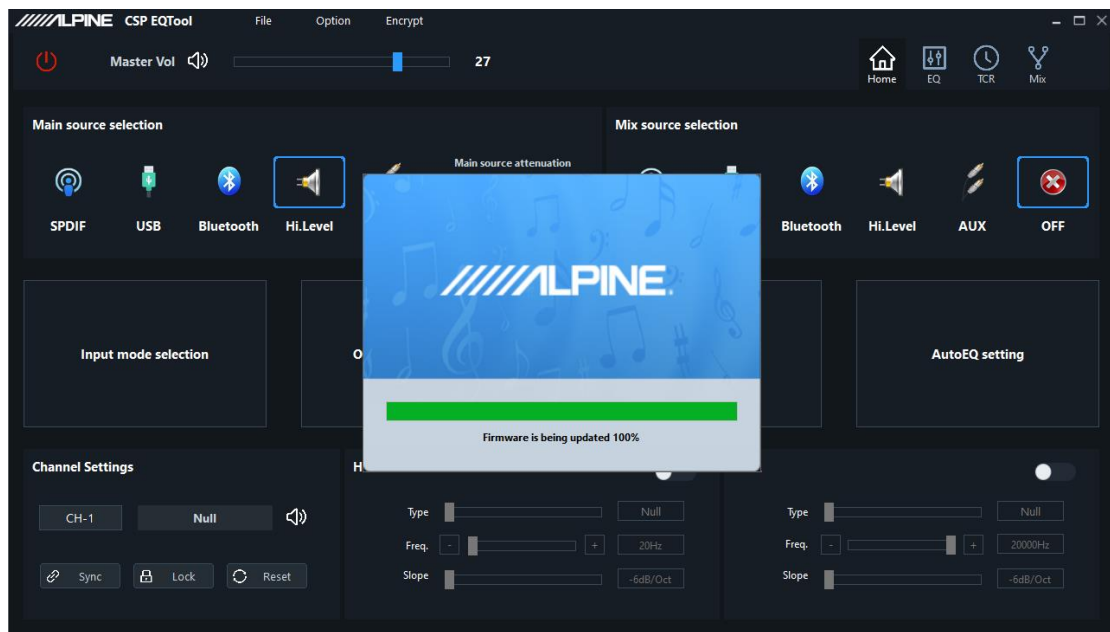 ALPINE CSP EQTool File Option Encrypt
Master Vol 27
Home EQ TCR Mix
Main source selection
Mix source selection
Main source attenuation
SPDIF USB Bluetooth Hi.Level
Bluetooth Hi.Level AUX OFF
ALPINE
Input mode selection
AutoEQ setting
Firmware is being updated 100%
Channel Settings
CH-1 Null
Type Null
Type Null
Freq. - + 20Hz
Freq. - + 20000Hz
Sync Lock Reset
Slope -6dB/Oct
Slope -6dB/Oct